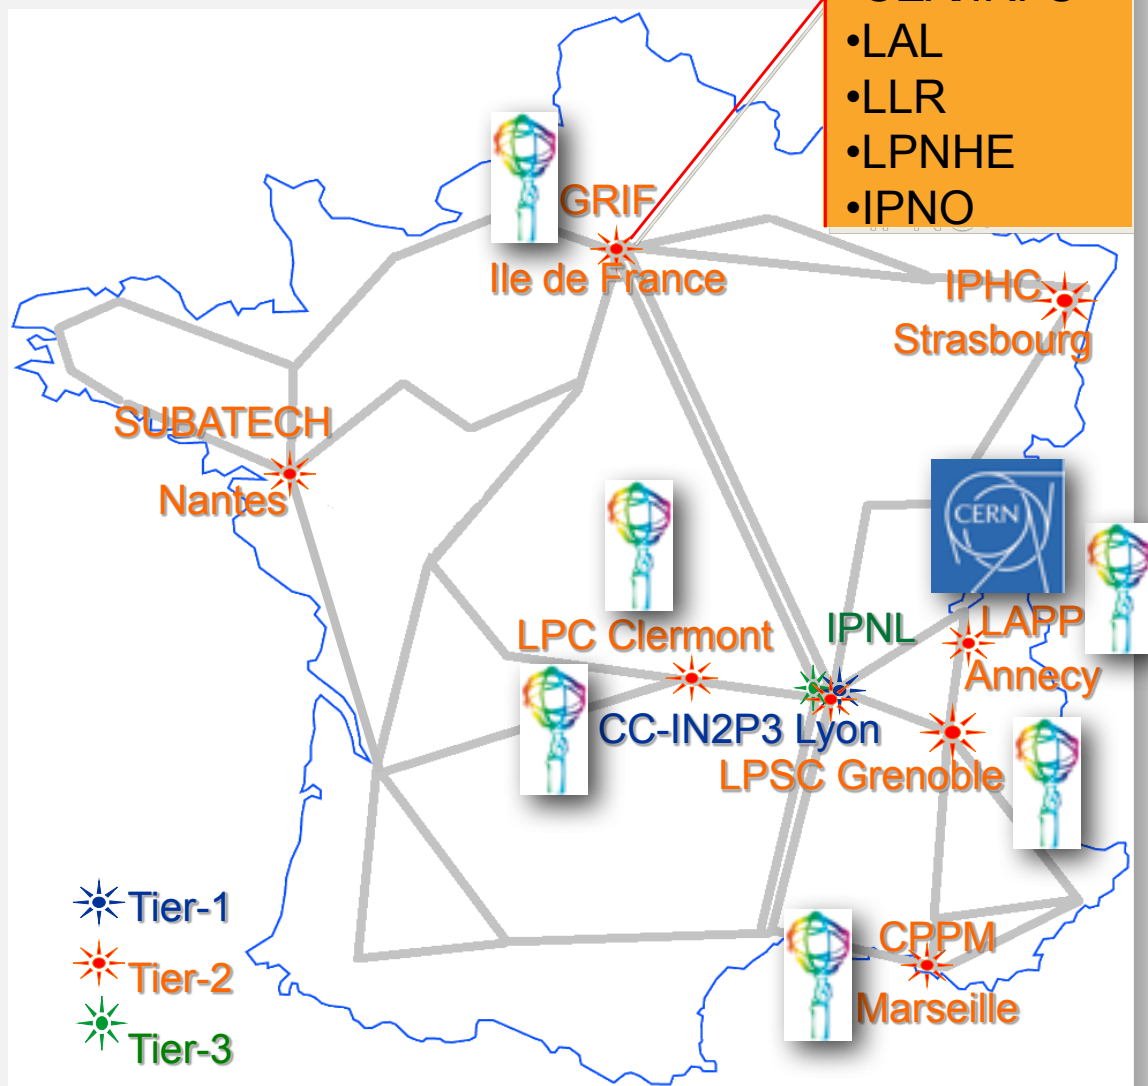 •LAL
•LLR
•LPNHE
•IPNO
GRIF
Ile de France
IPHC
Strasbourg
SUBATECH
Nantes
CERN
LPC Clermont
IPNL
LAPP
Annecy
CC-IN2P3 Lyon
LPSC Grenoble
Tier-1
Tier-2
Tier-3
CPPM
Marseille